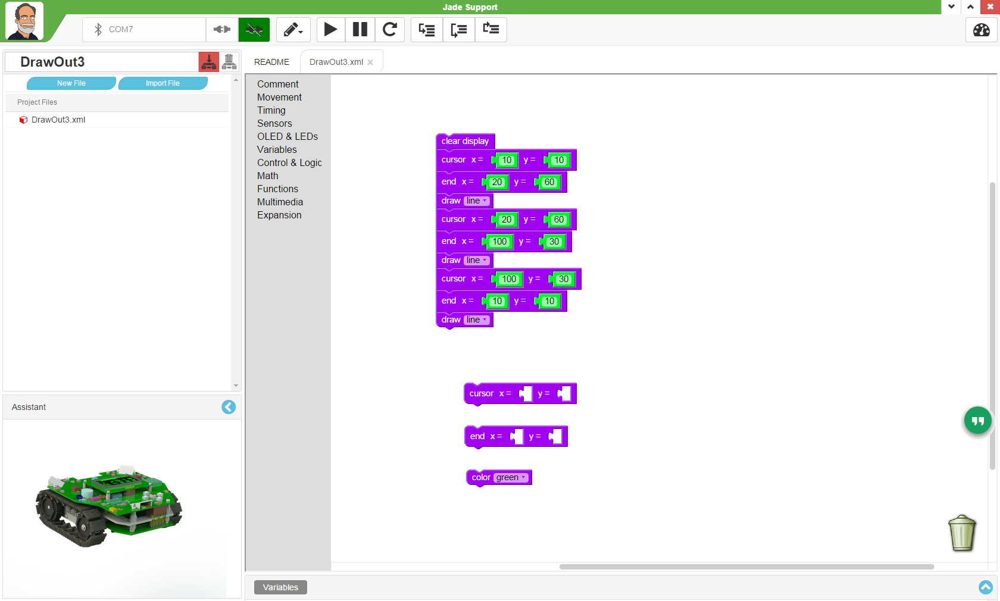 Jade Support
COM7
DrawOut3
New File
Import File
Project Files
DrawOut3.xml
Assistant
README
DrawOut3.xml
Comment
Movement
Timing
Sensors
OLED & LEDs
Variables
Control & Logic
Math
Functions
Multimedia
Expansion
clear display
cursor x = 10 y = 10
end x = 20 y = 60
draw line
cursor x = 20 y = 60
end x = 100 y = 30
draw line
cursor x = 100 y = 30
end x = 10 y = 10
draw line
cursor x = y =
end x = y =
color green
Variables